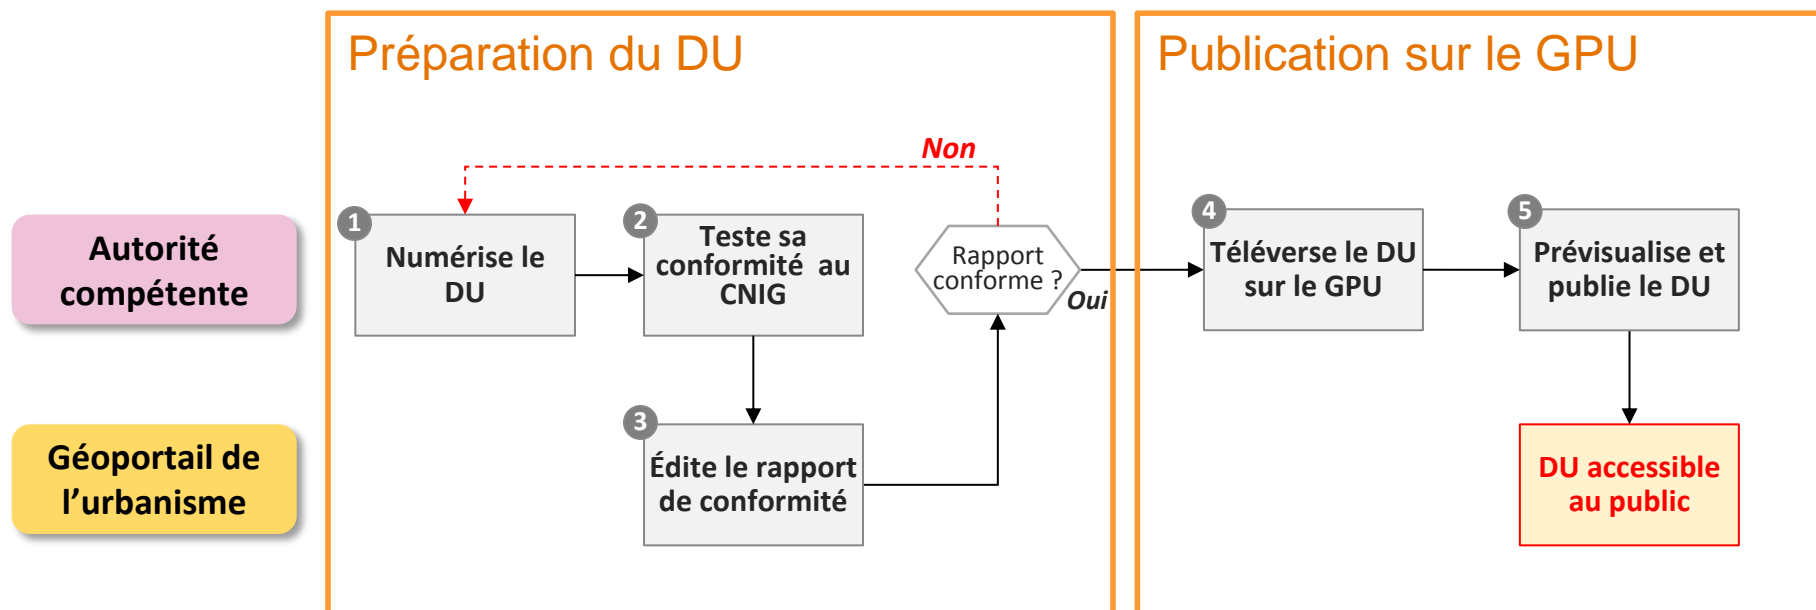 Préparation du DU
Publication sur le GPU
Non
Autorité
compétente
1
Numérise le
DU
2
Teste sa
conformité au
CNIG
Rapport
conforme ?
Oui
4
Téléverse le DU
sur le GPU
5
Prévisualise et
publie le DU
Géoportail de
l’urbanisme
3
Édite le rapport
de conformité
DU accessible
au public